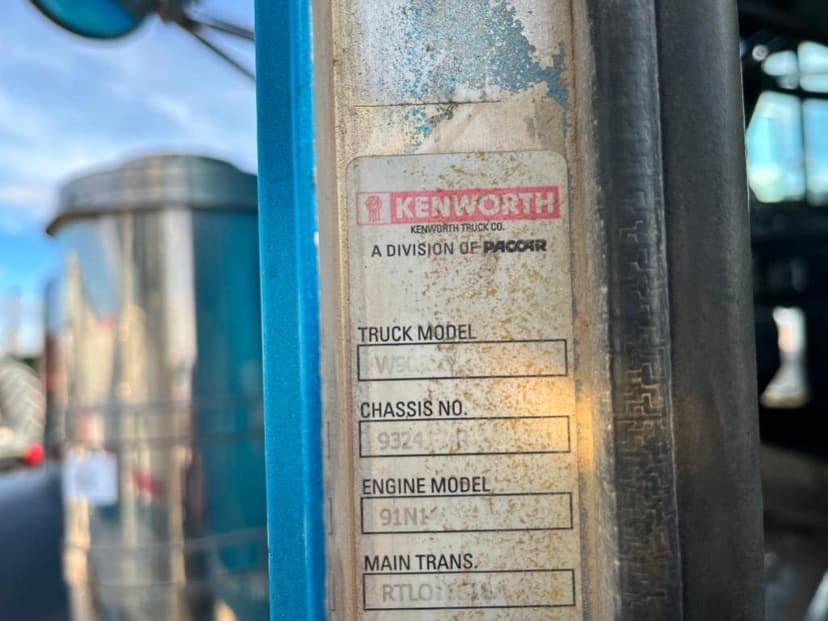 KENWORTH
KENWORTH TRUCK CO.
A DIVISION OF PACCAR
TRUCK MODEL
CHASSIS NO.
ENGINE MODEL
MAIN TRANS.